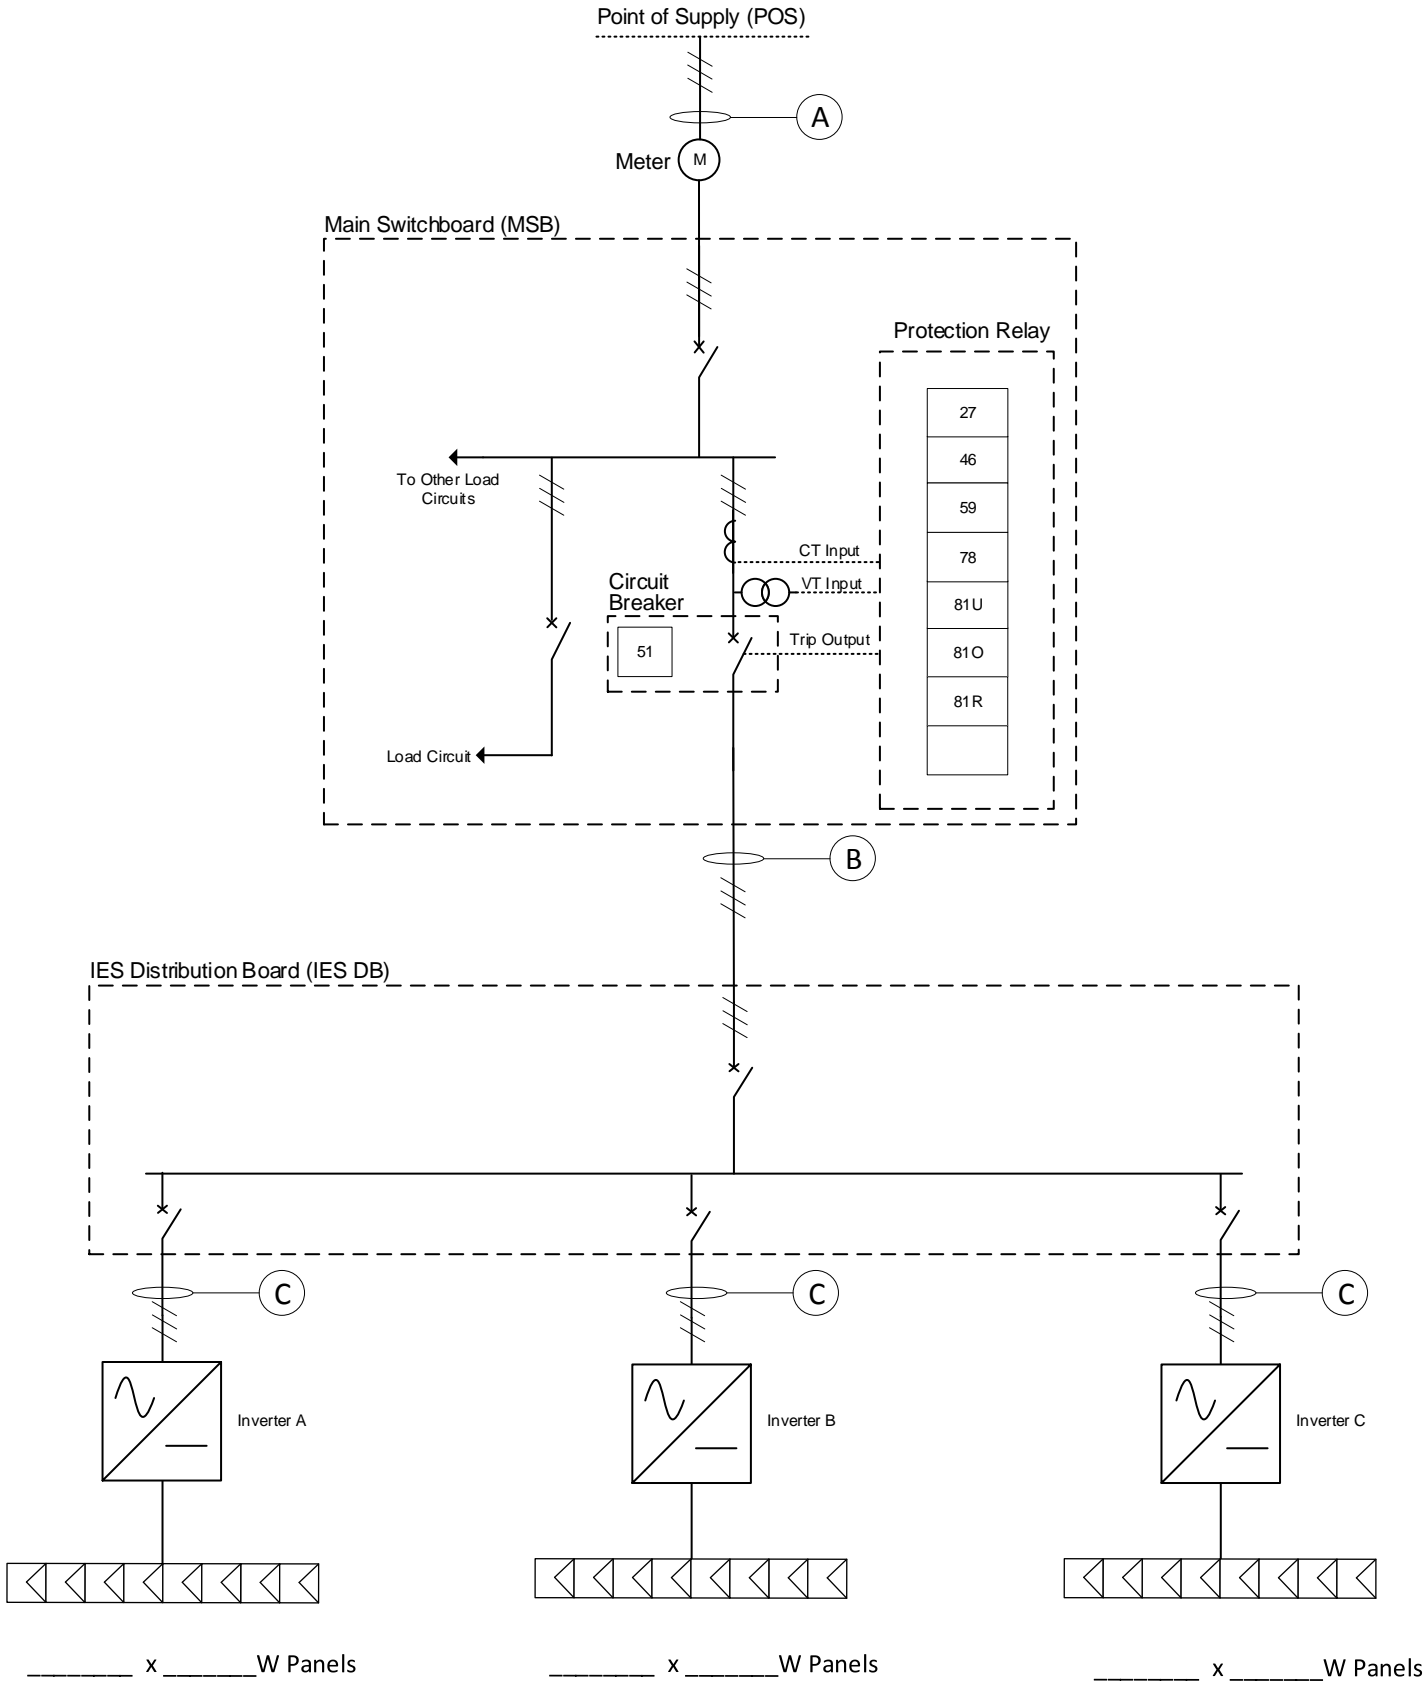 Point of Supply (POS)
A
Meter
M
Main Switchboard (MSB)
Protection Relay
27
46
59
78
81U
81O
81R
To Other Load
Circuits
CT Input
VT Input
Circuit
Breaker
51
Trip Output
Load Circuit
B
IES Distribution Board (IES DB)
C
C
C
Inverter A
Inverter B
Inverter C
________ x _______W Panels
________ x _______W Panels
________ x _______W Panels